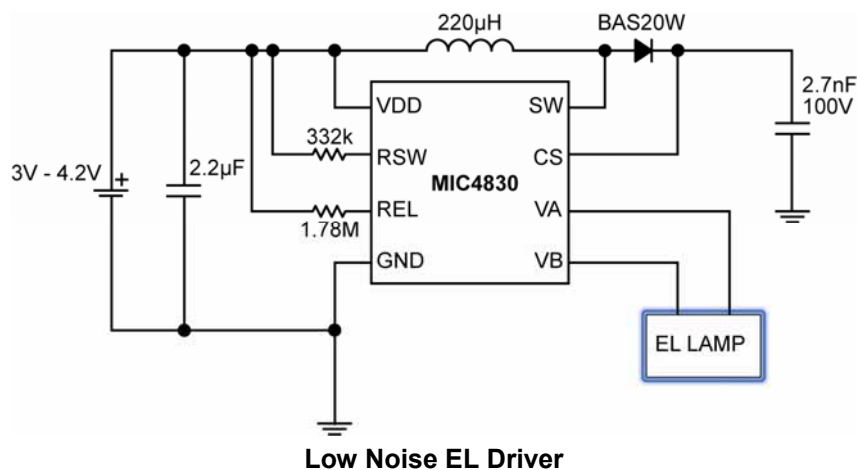 220µH
BAS20W
2.7nF
100V
VDD
SW
332k
RSW
CS
3V - 4.2V
+
2.2µF
MIC4830
REL
VA
1.78M
GND
VB
EL LAMP
Low Noise EL Driver